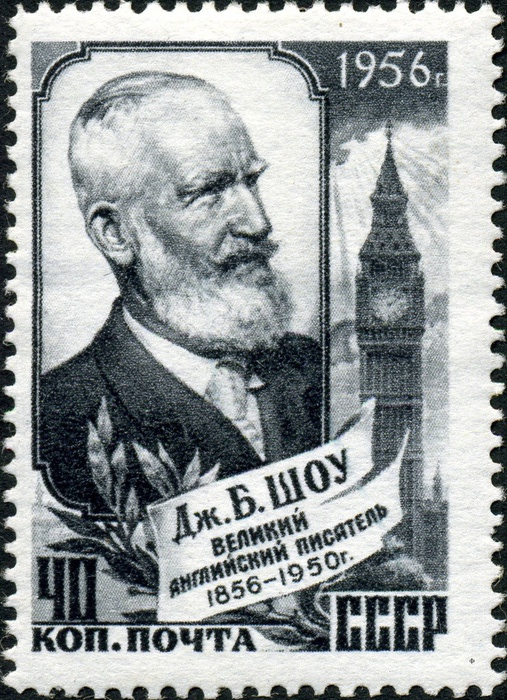 1956г.
Дж. Б. ШОУ
ВЕЛИКИЙ
АНГЛИЙСКИЙ ПИСАТЕЛЬ
1856-1950г.
40
КОП. ПОЧТА
СССР